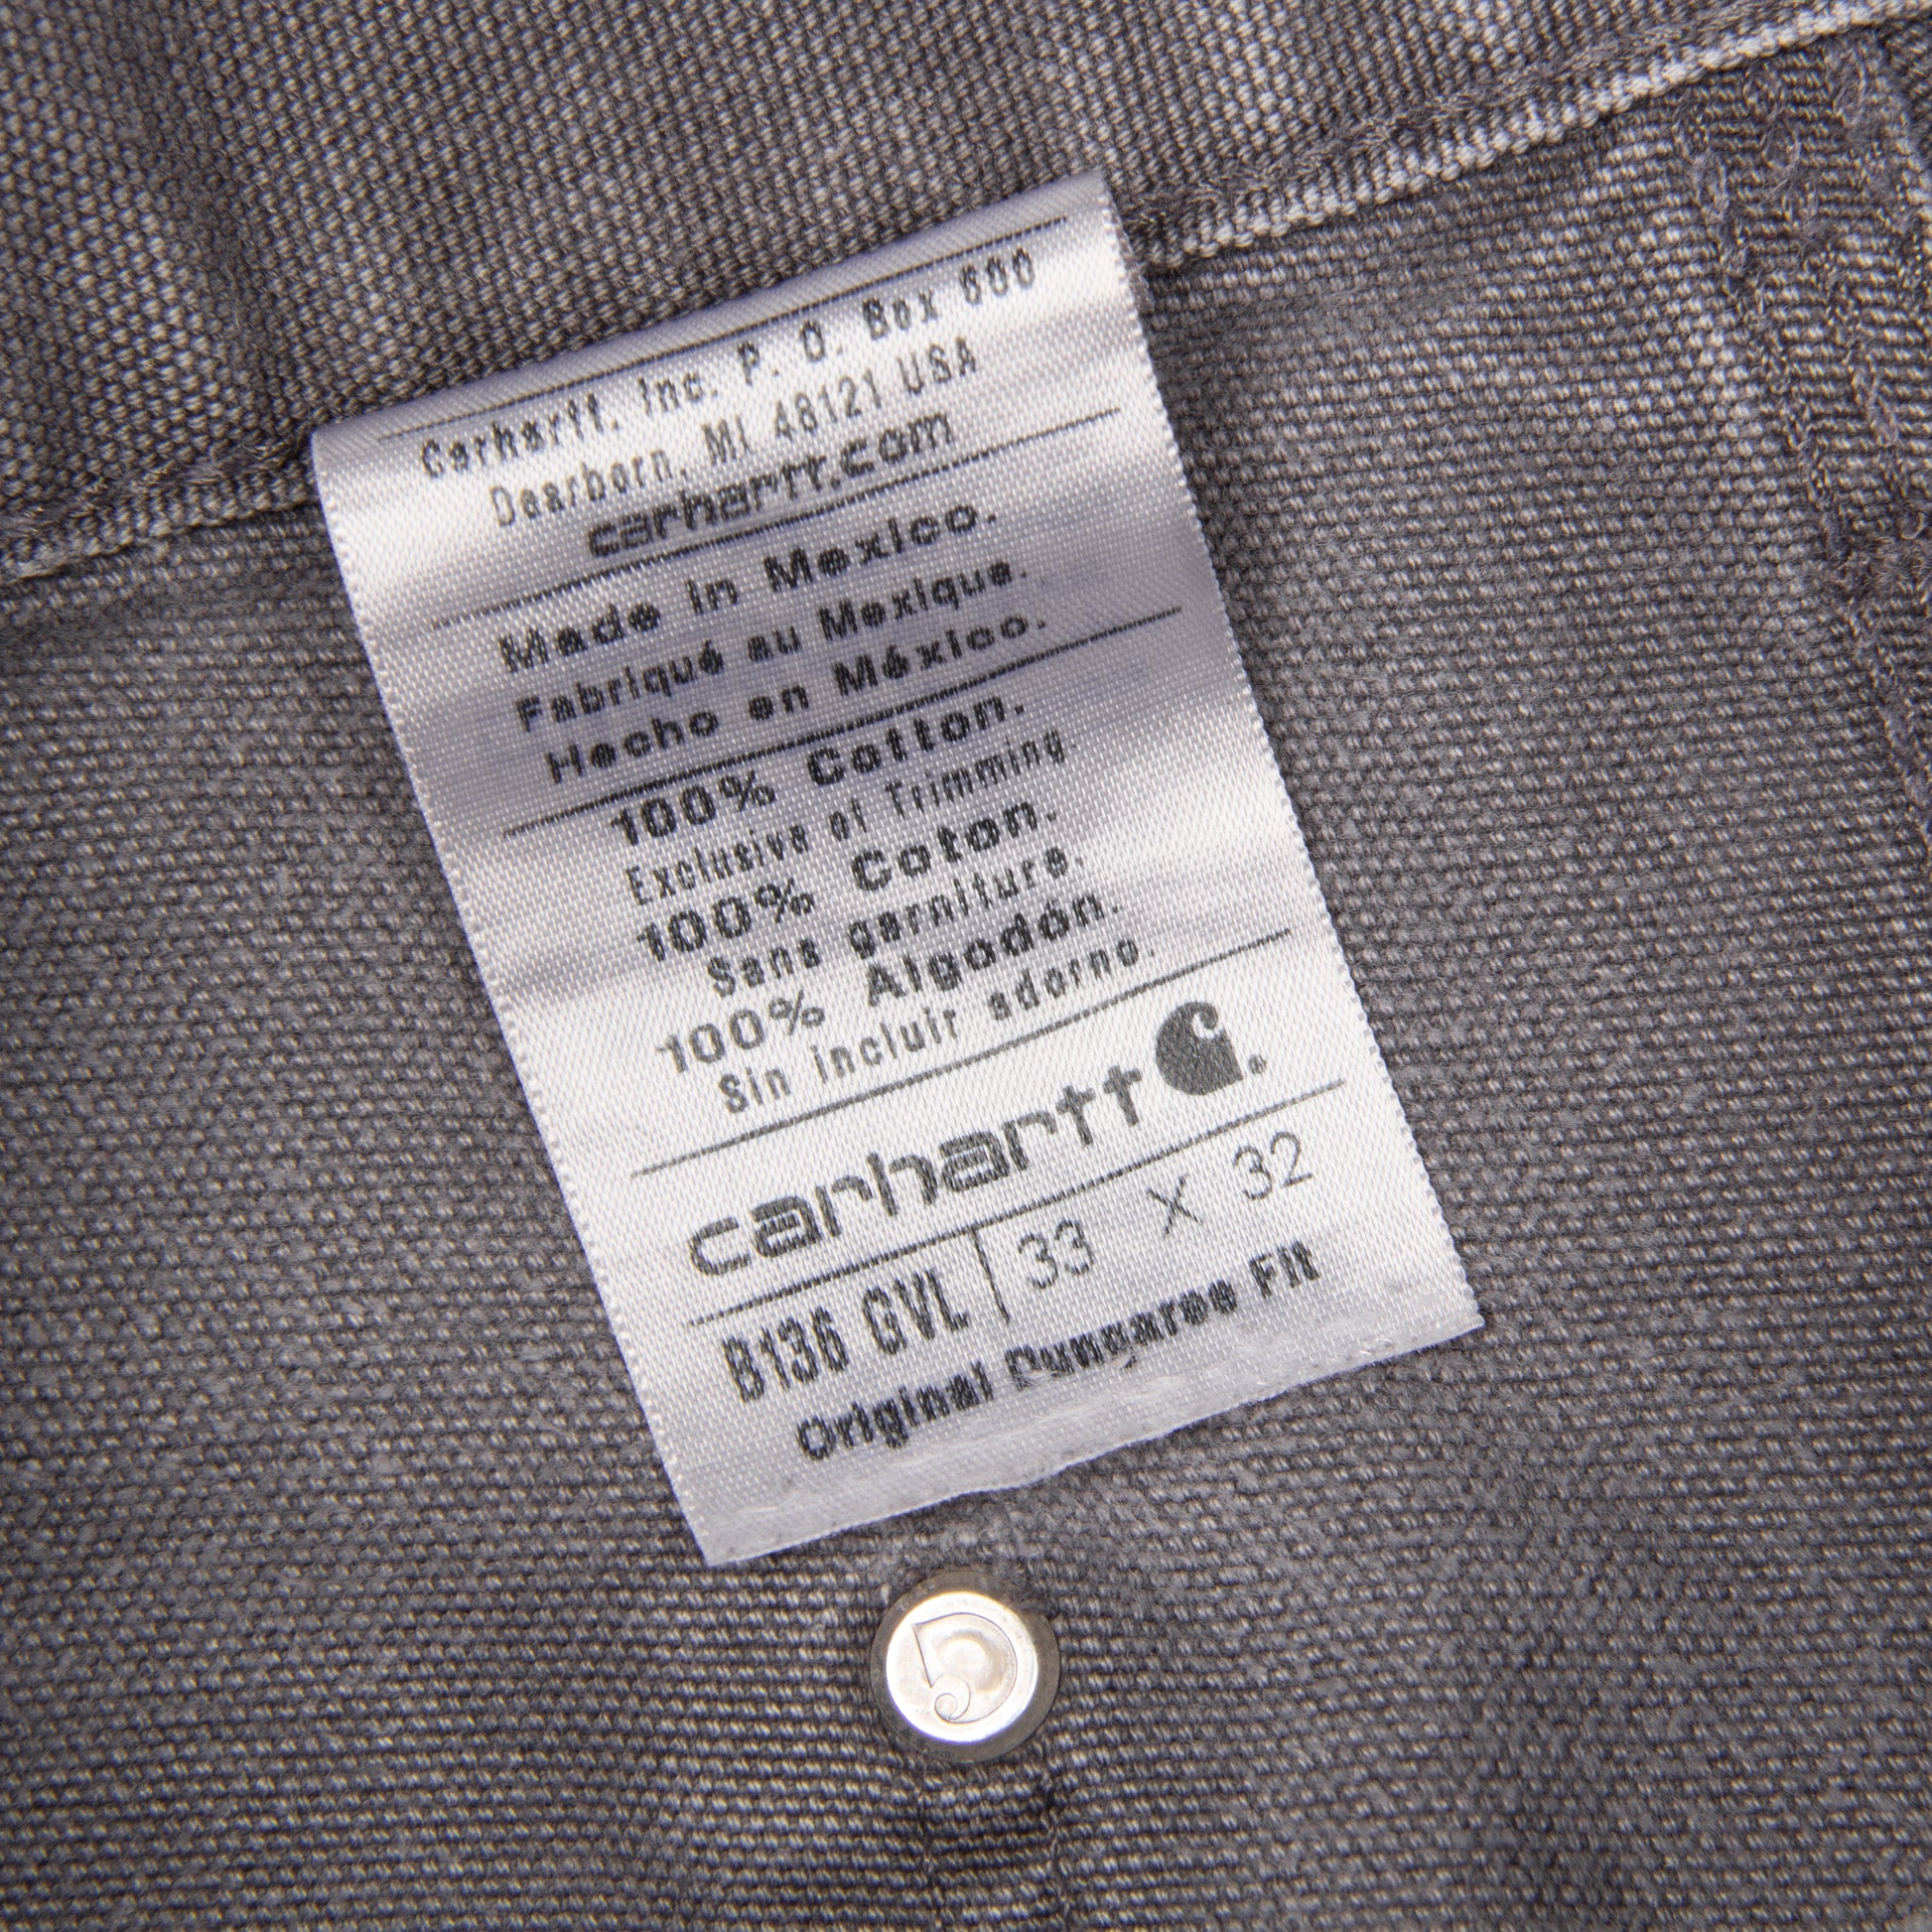 Carhartt, Inc. P. O. Box 600
Dearborn, MI 48121 USA
carhartt.com
Made in Mexico.
Fabriqué au Mexique.
Hecho en México.
100% Cotton.
Exclusive of Trimming.
100% Coton.
Sans garniture.
100% Algodón.
Sin incluir adorno.
carhartt
B136 GVL 33 X 32
Original Dungaree Fit